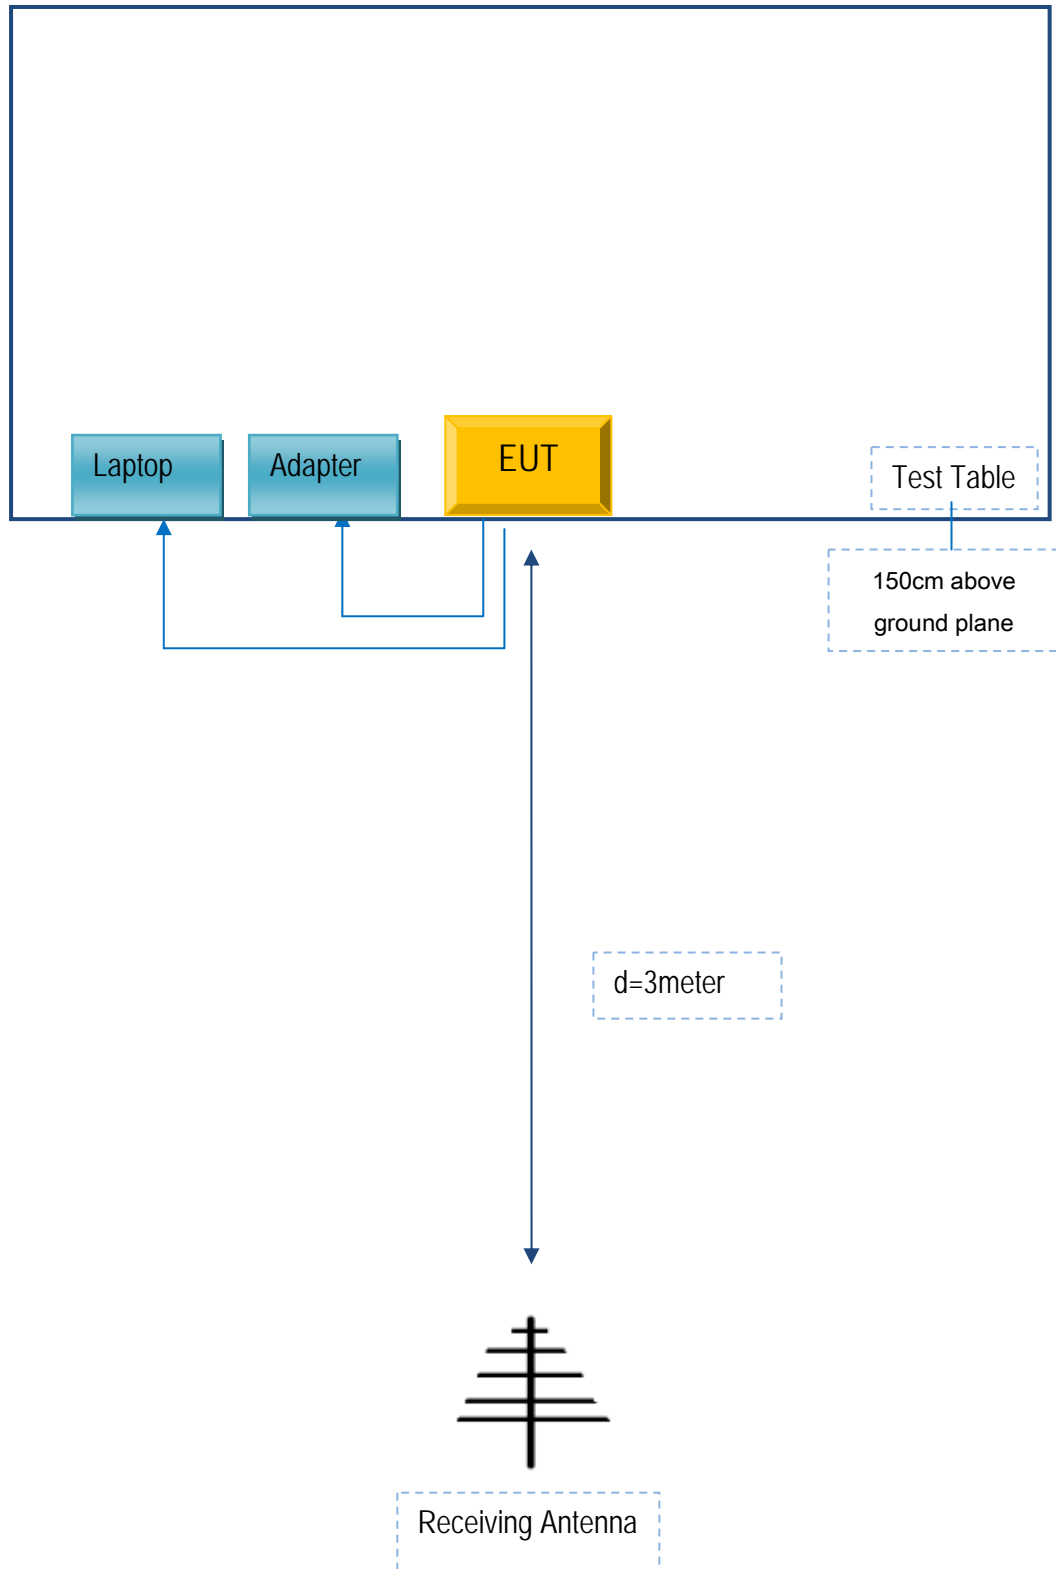 Laptop
Adapter
EUT
Test Table
150cm above
ground plane
d=3meter
Receiving Antenna